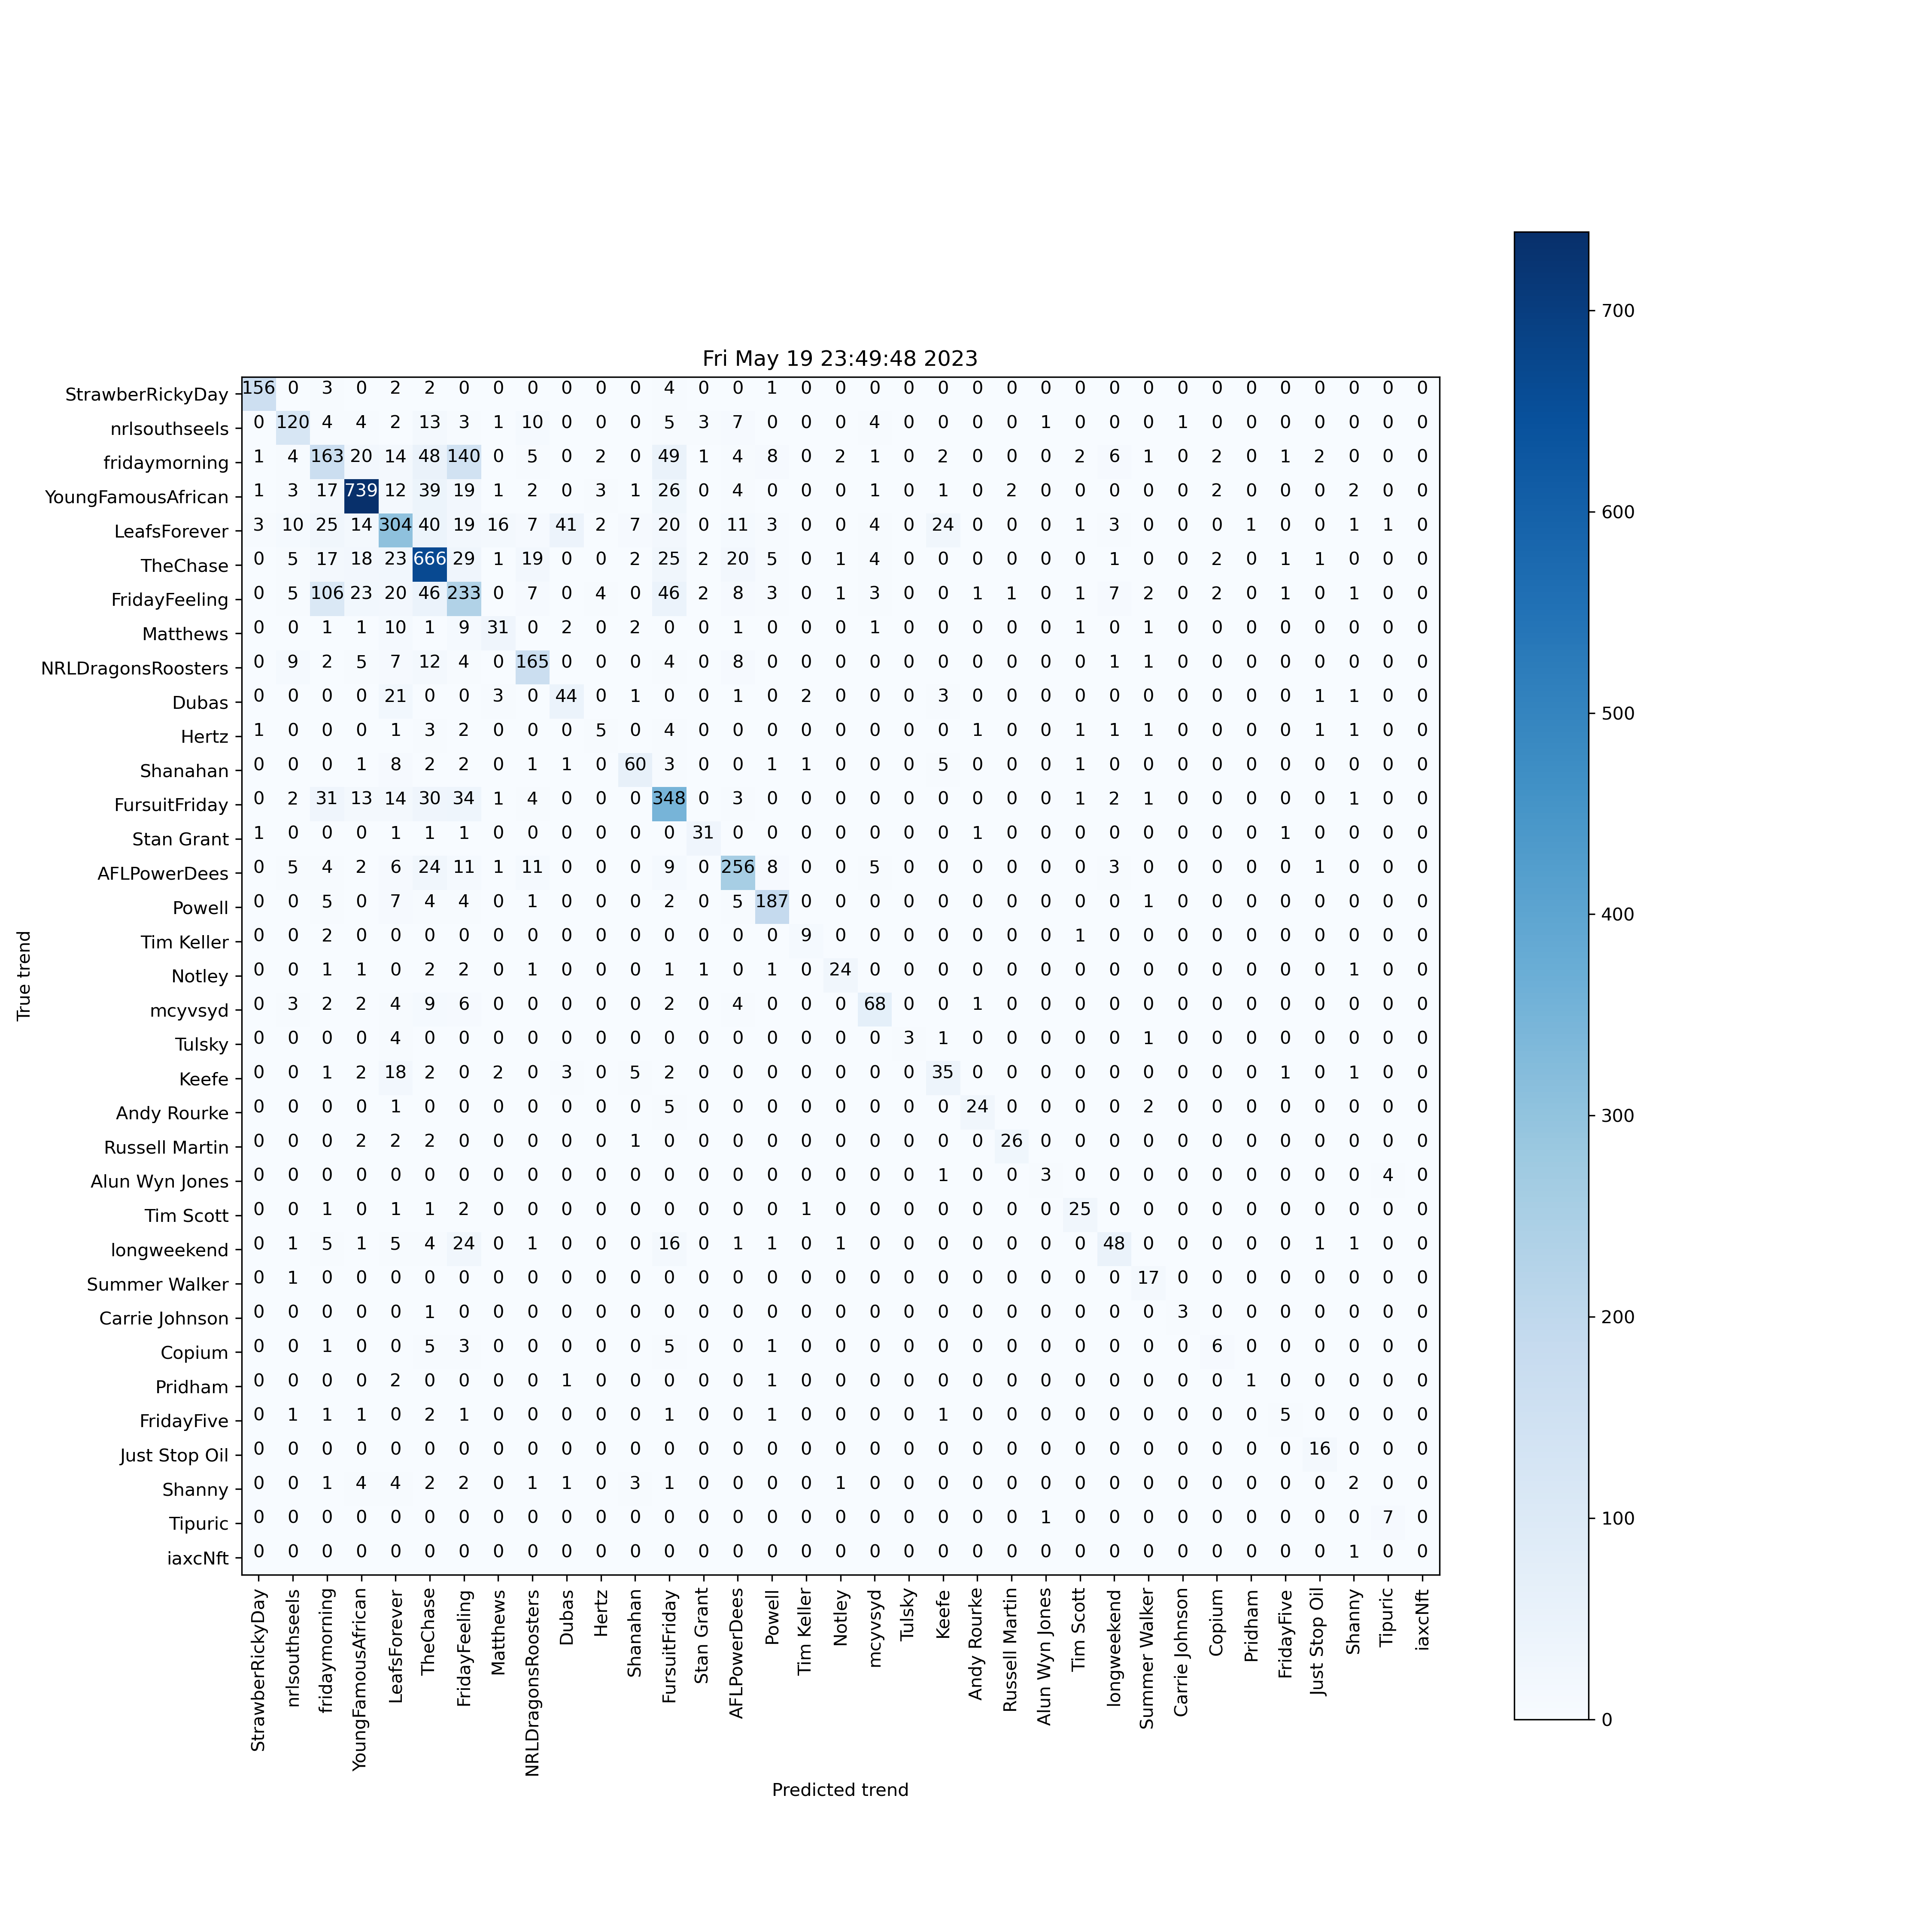 Fri May 19 23:49:48 2023
StrawberRickyDay 156 0 3 0 2 2 0 0 0 0 0 0 4 0 0 1 0 0 0 0 0 0 0 0 0 0 0 0 0 0 0 0 0 0 0
nrlsouthseels 0 120 4 4 2 13 3 1 10 0 0 0 5 3 7 0 0 0 4 0 0 0 0 1 0 0 0 1 0 0 0 0 0 0 0
fridaymorning 1 4 163 20 14 48 140 0 5 0 2 0 49 1 4 8 0 2 1 0 2 0 0 0 2 6 1 0 2 0 1 2 0 0 0
YoungFamousAfrican 1 3 17 739 12 39 19 1 2 0 3 1 26 0 4 0 0 0 1 0 1 0 2 0 0 0 0 0 2 0 0 0 2 0 0
LeafsForever 3 10 25 14 304 40 19 16 7 41 2 7 20 0 11 3 0 0 4 0 24 0 0 0 1 3 0 0 0 1 0 0 1 1 0
TheChase 0 5 17 18 23 666 29 1 19 0 0 2 25 2 20 5 0 1 4 0 0 0 0 0 0 1 0 0 2 0 1 1 0 0 0
FridayFeeling 0 5 106 23 20 46 233 0 7 0 4 0 46 2 8 3 0 1 3 0 0 1 1 0 1 7 2 0 2 0 1 0 1 0 0
Matthews 0 0 1 1 10 1 9 31 0 2 0 2 0 0 1 0 0 0 1 0 0 0 0 0 1 0 1 0 0 0 0 0 0 0 0
NRLDragonsRoosters 0 9 2 5 7 12 4 0 165 0 0 0 4 0 8 0 0 0 0 0 0 0 0 0 0 1 1 0 0 0 0 0 0 0 0
Dubas 0 0 0 0 21 0 0 3 0 44 0 1 0 0 1 0 2 0 0 0 3 0 0 0 0 0 0 0 0 0 0 1 1 0 0
Hertz 1 0 0 0 1 3 2 0 0 0 5 0 4 0 0 0 0 0 0 0 0 1 0 0 1 1 1 0 0 0 0 1 1 0 0
Shanahan 0 0 0 1 8 2 2 0 1 1 0 60 3 0 0 1 1 0 0 0 5 0 0 0 1 0 0 0 0 0 0 0 0 0 0
FursuitFriday 0 2 31 13 14 30 34 1 4 0 0 0 348 0 3 0 0 0 0 0 0 0 0 0 1 2 1 0 0 0 0 0 1 0 0
Stan Grant 1 0 0 0 1 1 1 0 0 0 0 0 0 31 0 0 0 0 0 0 0 1 0 0 0 0 0 0 0 0 1 0 0 0 0
AFLPowerDees 0 5 4 2 6 24 11 1 11 0 0 0 9 0 256 8 0 0 5 0 0 0 0 0 0 3 0 0 0 0 0 1 0 0 0
Powell 0 0 5 0 7 4 4 0 1 0 0 0 2 0 5 187 0 0 0 0 0 0 0 0 0 0 1 0 0 0 0 0 0 0 0
Tim Keller 0 0 2 0 0 0 0 0 0 0 0 0 0 0 0 0 9 0 0 0 0 0 0 0 1 0 0 0 0 0 0 0 0 0 0
Notley 0 0 1 1 0 2 2 0 1 0 0 0 1 1 0 1 0 24 0 0 0 0 0 0 0 0 0 0 0 0 0 0 1 0 0
mcyvsyd 0 3 2 2 4 9 6 0 0 0 0 0 2 0 4 0 0 0 68 0 0 1 0 0 0 0 0 0 0 0 0 0 0 0 0
Tulsky 0 0 0 0 4 0 0 0 0 0 0 0 0 0 0 0 0 0 0 3 1 0 0 0 0 0 1 0 0 0 0 0 0 0 0
Keefe 0 0 1 2 18 2 0 2 0 3 0 5 2 0 0 0 0 0 0 0 35 0 0 0 0 0 0 0 0 0 1 0 1 0 0
Andy Rourke 0 0 0 0 1 0 0 0 0 0 0 0 5 0 0 0 0 0 0 0 0 24 0 0 0 0 2 0 0 0 0 0 0 0 0
Russell Martin 0 0 0 2 2 2 0 0 0 0 0 1 0 0 0 0 0 0 0 0 0 0 26 0 0 0 0 0 0 0 0 0 0 0 0
Alun Wyn Jones 0 0 0 0 0 0 0 0 0 0 0 0 0 0 0 0 0 0 0 0 1 0 0 3 0 0 0 0 0 0 0 0 0 4 0
Tim Scott 0 0 1 0 1 1 2 0 0 0 0 0 0 0 0 0 1 0 0 0 0 0 0 0 25 0 0 0 0 0 0 0 0 0 0
longweekend 0 1 5 1 5 4 24 0 1 0 0 0 16 0 1 1 0 1 0 0 0 0 0 0 0 48 0 0 0 0 0 1 1 0 0
Summer Walker 0 1 0 0 0 0 0 0 0 0 0 0 0 0 0 0 0 0 0 0 0 0 0 0 0 0 17 0 0 0 0 0 0 0 0
Carrie Johnson 0 0 0 0 0 1 0 0 0 0 0 0 0 0 0 0 0 0 0 0 0 0 0 0 0 0 0 3 0 0 0 0 0 0 0
Copium 0 0 1 0 0 5 3 0 0 0 0 0 5 0 0 1 0 0 0 0 0 0 0 0 0 0 0 0 6 0 0 0 0 0 0
Pridham 0 0 0 0 2 0 0 0 0 1 0 0 0 0 0 1 0 0 0 0 0 0 0 0 0 0 0 0 0 1 0 0 0 0 0
FridayFive 0 1 1 1 0 2 1 0 0 0 0 0 1 0 0 1 0 0 0 0 1 0 0 0 0 0 0 0 0 0 5 0 0 0 0
Just Stop Oil 0 0 0 0 0 0 0 0 0 0 0 0 0 0 0 0 0 0 0 0 0 0 0 0 0 0 0 0 0 0 0 16 0 0 0
Shanny 0 0 1 4 4 2 2 0 1 1 0 3 1 0 0 0 0 1 0 0 0 0 0 0 0 0 0 0 0 0 0 0 2 0 0
Tipuric 0 0 0 0 0 0 0 0 0 0 0 0 0 0 0 0 0 0 0 0 0 0 0 1 0 0 0 0 0 0 0 0 0 7 0
iaxcNft 0 0 0 0 0 0 0 0 0 0 0 0 0 0 0 0 0 0 0 0 0 0 0 0 0 0 0 0 0 0 0 0 1 0 0
True trend
StrawberRickyDay
nrlsouthseels
fridaymorning
YoungFamousAfrican
LeafsForever
TheChase
FridayFeeling
Matthews
NRLDragonsRoosters
Dubas
Hertz
Shanahan
FursuitFriday
Stan Grant
AFLPowerDees
Powell
Tim Keller
Notley
mcyvsyd
Tulsky
Keefe
Andy Rourke
Russell Martin
Alun Wyn Jones
Tim Scott
longweekend
Summer Walker
Carrie Johnson
Copium
Pridham
FridayFive
Just Stop Oil
Shanny
Tipuric
iaxcNft
Predicted trend
700
600
500
400
300
200
100
0